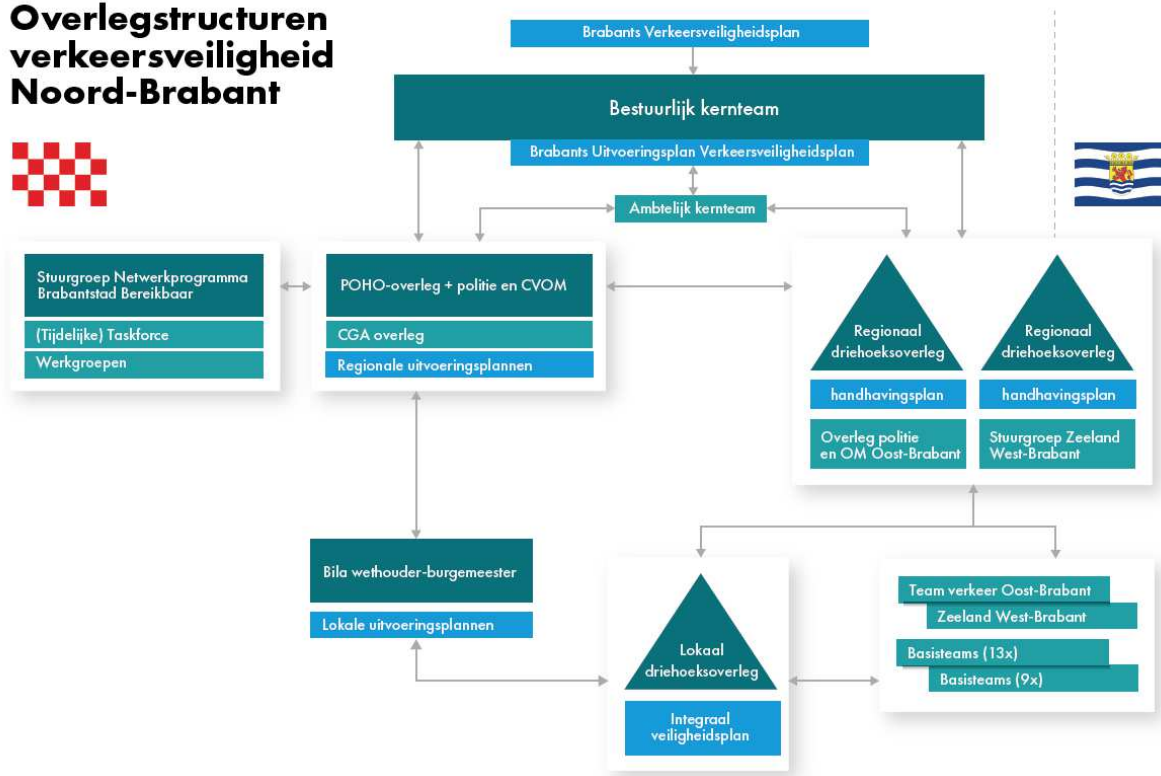 Overlegstructuren
verkeersveiligheid
Noord-Brabant
Brabants Verkeersveiligheidsplan
Bestuurlijk kernteam
Brabants Uitvoeringsplan Verkeersveiligheidsplan
Ambtelijk kernteam
Stuurgroep Netwerkprogramma
Brabantstad Bereikbaar
(Tijdelijke) Taskforce
Werkgroepen
POHO-overleg + politie en CVOM
CGA overleg
Regionale uitvoeringsplannen
Regionaal
driehoeksoverleg
handhavingsplan
Overleg politie
en OM Oost-Brabant
Regionaal
driehoeksoverleg
handhavingsplan
Stuurgroep Zeeland
West-Brabant
Bila wethouder-burgemeester
Lokale uitvoeringsplannen
Lokaal
driehoeksoverleg
Integraal
veiligheidsplan
Team verkeer Oost-Brabant
Zeeland West-Brabant
Basisteams (13x)
Basisteams (9x)